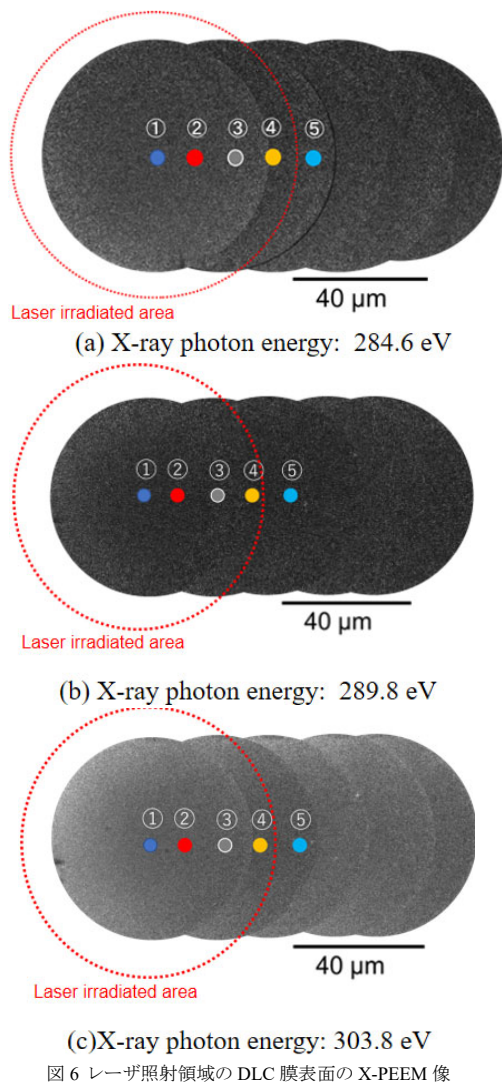 ① ② ③ ④ ⑤
40 µm
Laser irradiated area
(a) X-ray photon energy: 284.6 eV
① ② ③ ④ ⑤
40 µm
Laser irradiated area
(b) X-ray photon energy: 289.8 eV
① ② ③ ④ ⑤
40 µm
Laser irradiated area
(c)X-ray photon energy: 303.8 eV
図 6 レーザ照射領域の DLC 膜表面の X-PEEM 像